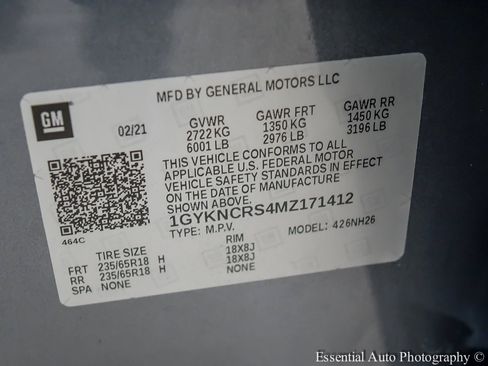 MFD BY GENERAL MOTORS LLC
GM
02/21
GVWR GAWR FRT GAWR RR
2722 KG 1350 KG 1450 KG
6001 LB 2976 LB 3196 LB
THIS VEHICLE CONFORMS TO ALL
APPLICABLE U.S. FEDERAL MOTOR
VEHICLE SAFETY STANDARDS IN EFFECT
ON THE DATE OF MANUFACTURE
SHOWN ABOVE.
1GYKNCRS4MZ171412
TYPE: M.P.V. MODEL: 426NH26
464C
TIRE SIZE RIM
FRT 235/65R18 H 18X8J
RR 235/65R18 H 18X8J
SPA NONE NONE
Essential Auto Photography ©